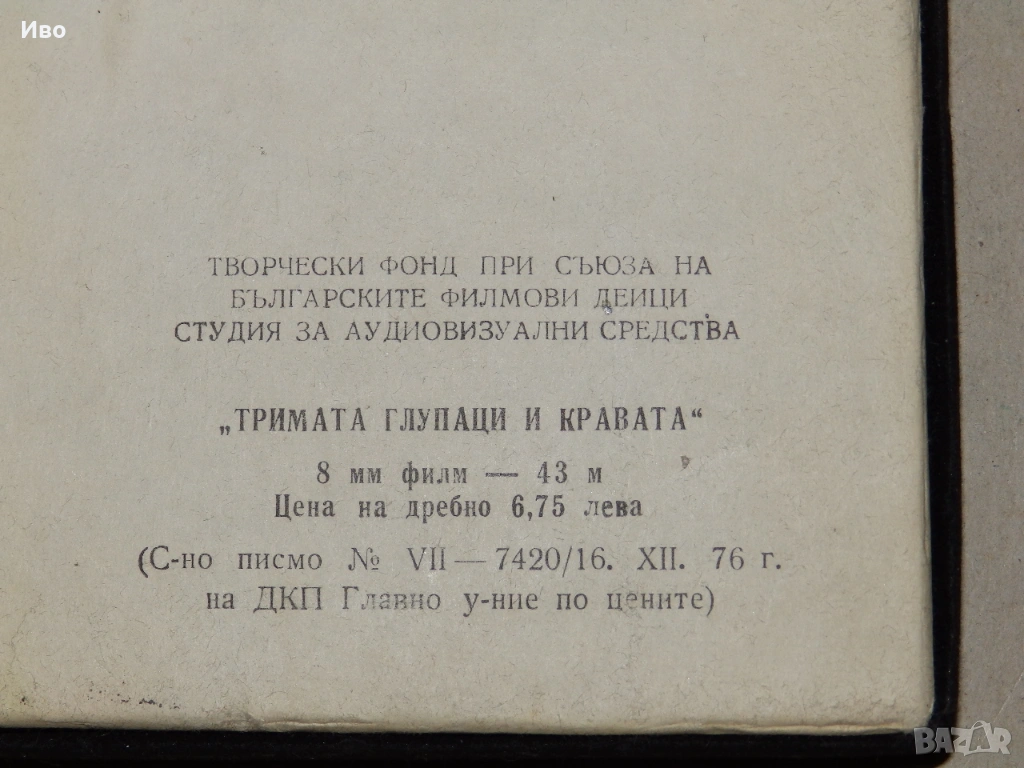 Иво
ТВОРЧЕСКИ ФОНД ПРИ СЪЮЗА НА
БЪЛГАРСКИТЕ ФИЛМОВИ ДЕИЦИ
СТУДИЯ ЗА АУДИОВИЗУАЛНИ СРЕДСТВА
„ТРИМАТА ГЛУПАЦИ И КРАВАТА“
8 мм филм — 43 м
Цена на дребно 6,75 лева
(С-но писмо № VII — 7420/16. XII. 76 г.
на ДКП Главно у-ние по цените)
BAZAR